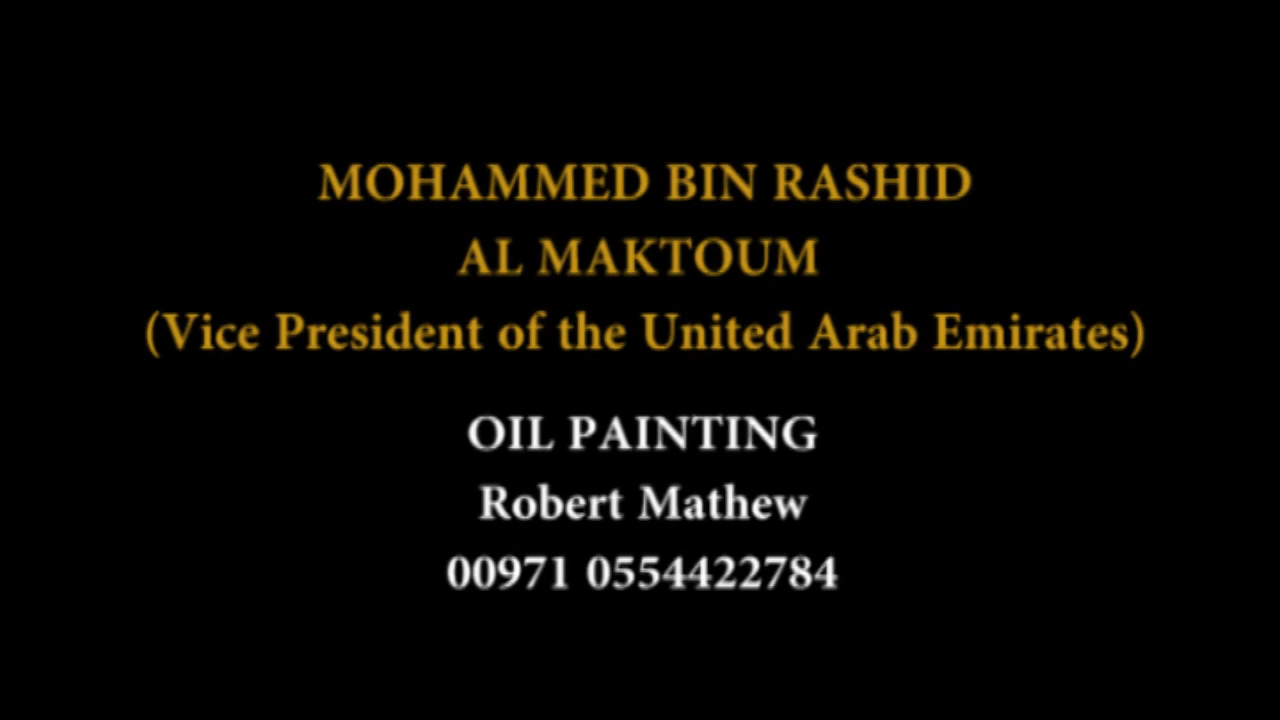 MOHAMMED BIN RASHID
AL MAKTOUM
(Vice President of the United Arab Emirates)
OIL PAINTING
Robert Mathew
00971 0554422784